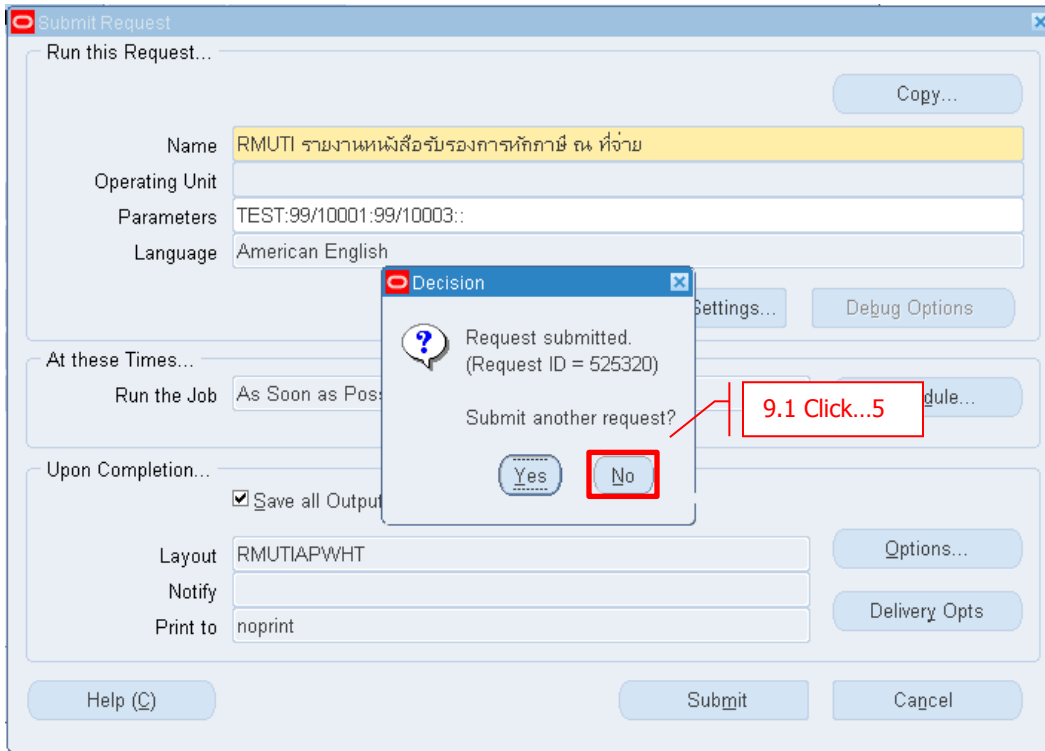 Submit Request
Run this Request...
Copy...
Name RMUTI รายงานหนังสือรับรองการหักภาษี ณ ที่จ่าย
Operating Unit
Parameters TEST:99/10001:99/10003::
Language American English
Settings...
Debug Options
Decision
Request submitted.
(Request ID = 525320)
Submit another request?
Yes
No
9.1 Click...5
At these Times...
Run the Job As Soon as Poss
dule...
Upon Completion...
Save all Output
Layout RMUTIAPWHT
Options...
Notify
Delivery Opts
Print to noprint
Help (C)
Submit
Cancel